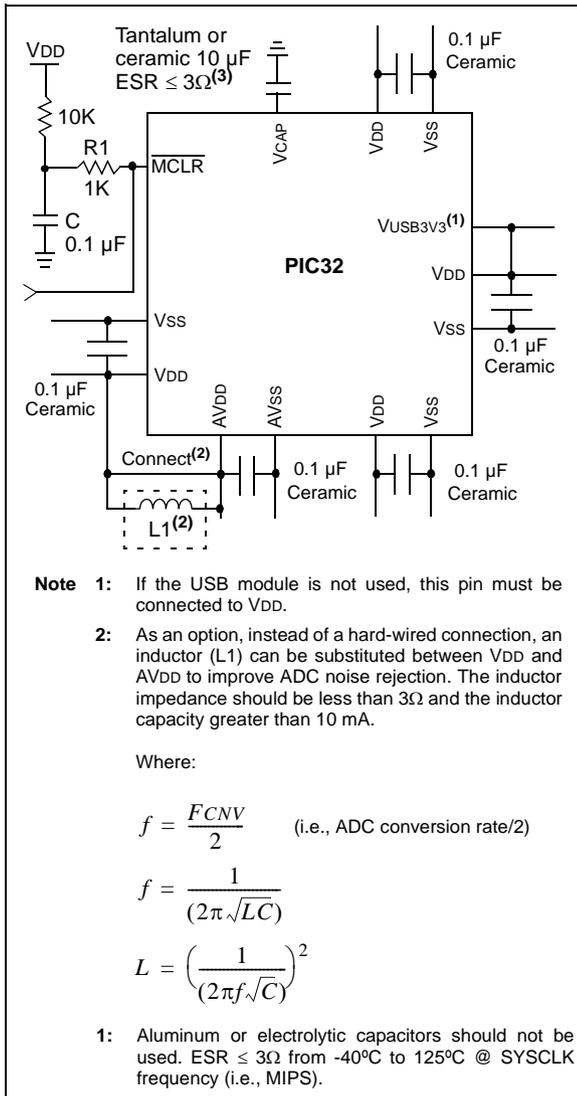 Tantalum or
ceramic 10 µF
ESR ≤ 3Ω(3)
0.1 µF
Ceramic
VDD
10K
R1
1K
C
0.1 µF
MCLR
VCAP
VDD
VSS
VUSB3V3(1)
VDD
VSS
PIC32
0.1 µF
Ceramic
VSS
VDD
0.1 µF
Ceramic
AVDD
AVSS
VDD
VSS
Connect(2)
L1(2)
0.1 µF
Ceramic
0.1 µF
Ceramic
Note 1: If the USB module is not used, this pin must be
connected to VDD.
2: As an option, instead of a hard-wired connection, an
inductor (L1) can be substituted between VDD and
AVDD to improve ADC noise rejection. The inductor
impedance should be less than 3Ω and the inductor
capacity greater than 10 mA.
Where:
f = FCNV / 2 (i.e., ADC conversion rate/2)
f = 1 / (2π√LC)
L = (1 / (2πf√C))²
1: Aluminum or electrolytic capacitors should not be
used. ESR ≤ 3Ω from -40ºC to 125ºC @ SYSCLK
frequency (i.e., MIPS).